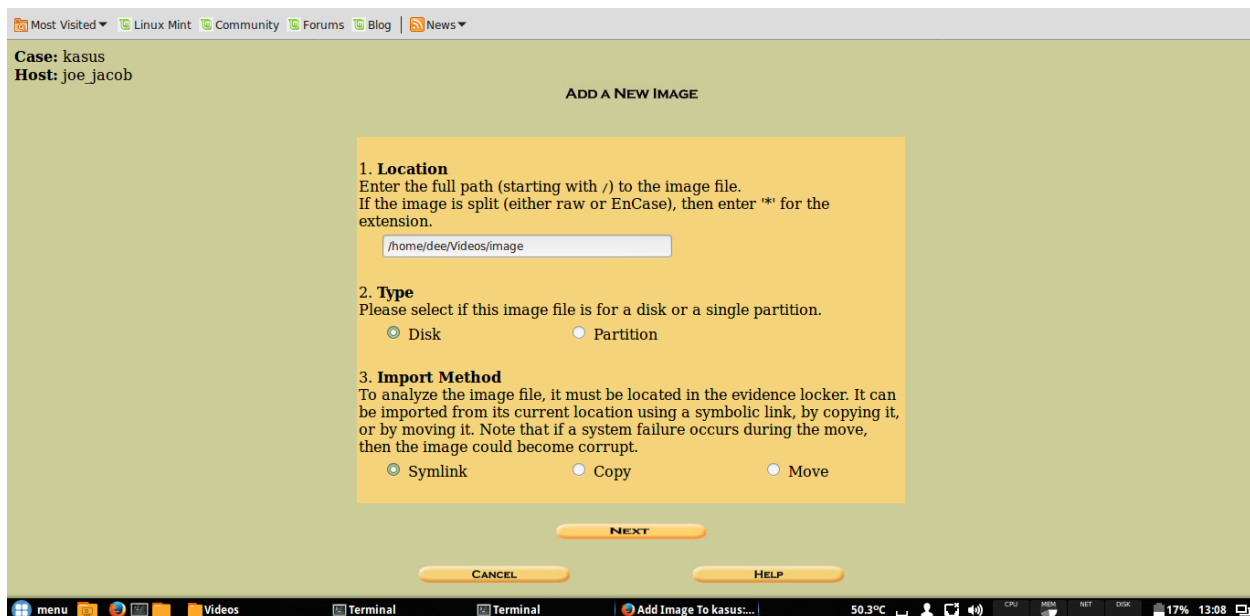 Most Visited Linux Mint Community Forums Blog News
Case: kasus
Host: joe_jacob
ADD A NEW IMAGE
1. Location
Enter the full path (starting with /) to the image file.
If the image is split (either raw or EnCase), then enter '*' for the
extension.
/home/dee/Videos/image
2. Type
Please select if this image file is for a disk or a single partition.
Disk Partition
3. Import Method
To analyze the image file, it must be located in the evidence locker. It can
be imported from its current location using a symbolic link, by copying it,
or by moving it. Note that if a system failure occurs during the move,
then the image could become corrupt.
Symlink Copy Move
NEXT
CANCEL HELP
menu Videos Terminal Terminal Add Image To kasus:... 50.3°C CPU MEM NET DISK 17% 13:08